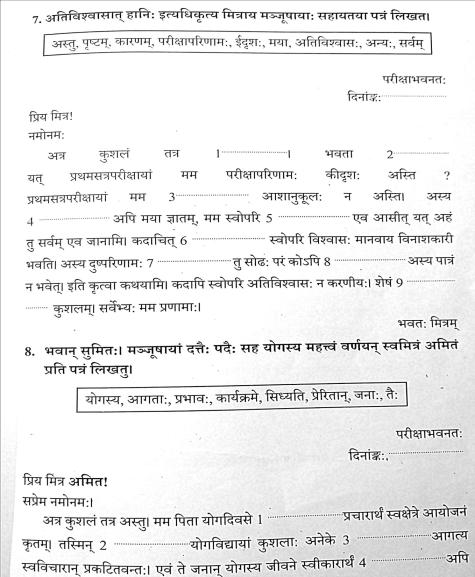 7. अतिविश्वासात् हानि: इत्यधिकृत्य मित्राय मञ्जूषाया: सहायतया पत्रं लिखत।
अस्तु, पृष्टम्, कारणम्, परीक्षापरिणाम:, ईदृश:, मया, अतिविश्वास:, अन्य:, सर्वम्
परीक्षाभवनत:
दिनांङ्क:....................
प्रिय मित्र!
नमोनम:
अत्र कुशलं तत्र 1....................। भवता 2....................
यत् प्रथमसत्रपरीक्षायां मम परीक्षापरिणाम: कीदृश: अस्ति ?
प्रथमसत्रपरीक्षायां मम 3.................... आशानुकूल: न अस्ति। अस्य
4 .................... अपि मया ज्ञातम्, मम स्वोपरि 5 .................... एव आसीत् यत् अहं
तु सर्वम् एव जानामि। कदाचित् 6 .................... स्वोपरि विश्वास: मानवाय विनाशकारी
भवति। अस्य दुष्परिणाम: 7 .................... तु सोढ: परं कोऽपि 8 .................... अस्य पात्रं
न भवेत्। इति कृत्वा कथयामि। कदापि स्वोपरि अतिविश्वास: न करणीय:। शेषं 9 ..............
....... कुशलम्। सर्वेभ्य: मम प्रणामा:।
भवत: मित्रम्
8. भवान् सुमित:। मञ्जूषायां दत्तै: पदै: सह योगस्य महत्त्वं वर्णयन् स्वमित्रं अमितं
प्रति पत्रं लिखतु।
योगस्य, आगता:, प्रभाव:, कार्यक्रमे, सिध्यति, प्रेरितान्, जना:, तै:
परीक्षाभवनत:
दिनांङ्क:,....................
प्रिय मित्र अमित!
सप्रेम नमोनम:।
अत्र कुशलं तत्र अस्तु। मम पिता योगदिवसे 1 ....................प्रचारार्थं स्वक्षेत्रे आयोजनं
कृतम्। तस्मिन् 2 ....................योगविद्यायां कुशला: अनेके 3 .................... आगत्य
स्वविचारान् प्रकटितवन्त:। एवं ते जनान् योगस्य जीवने स्वीकारार्थं 4 .................... अपि